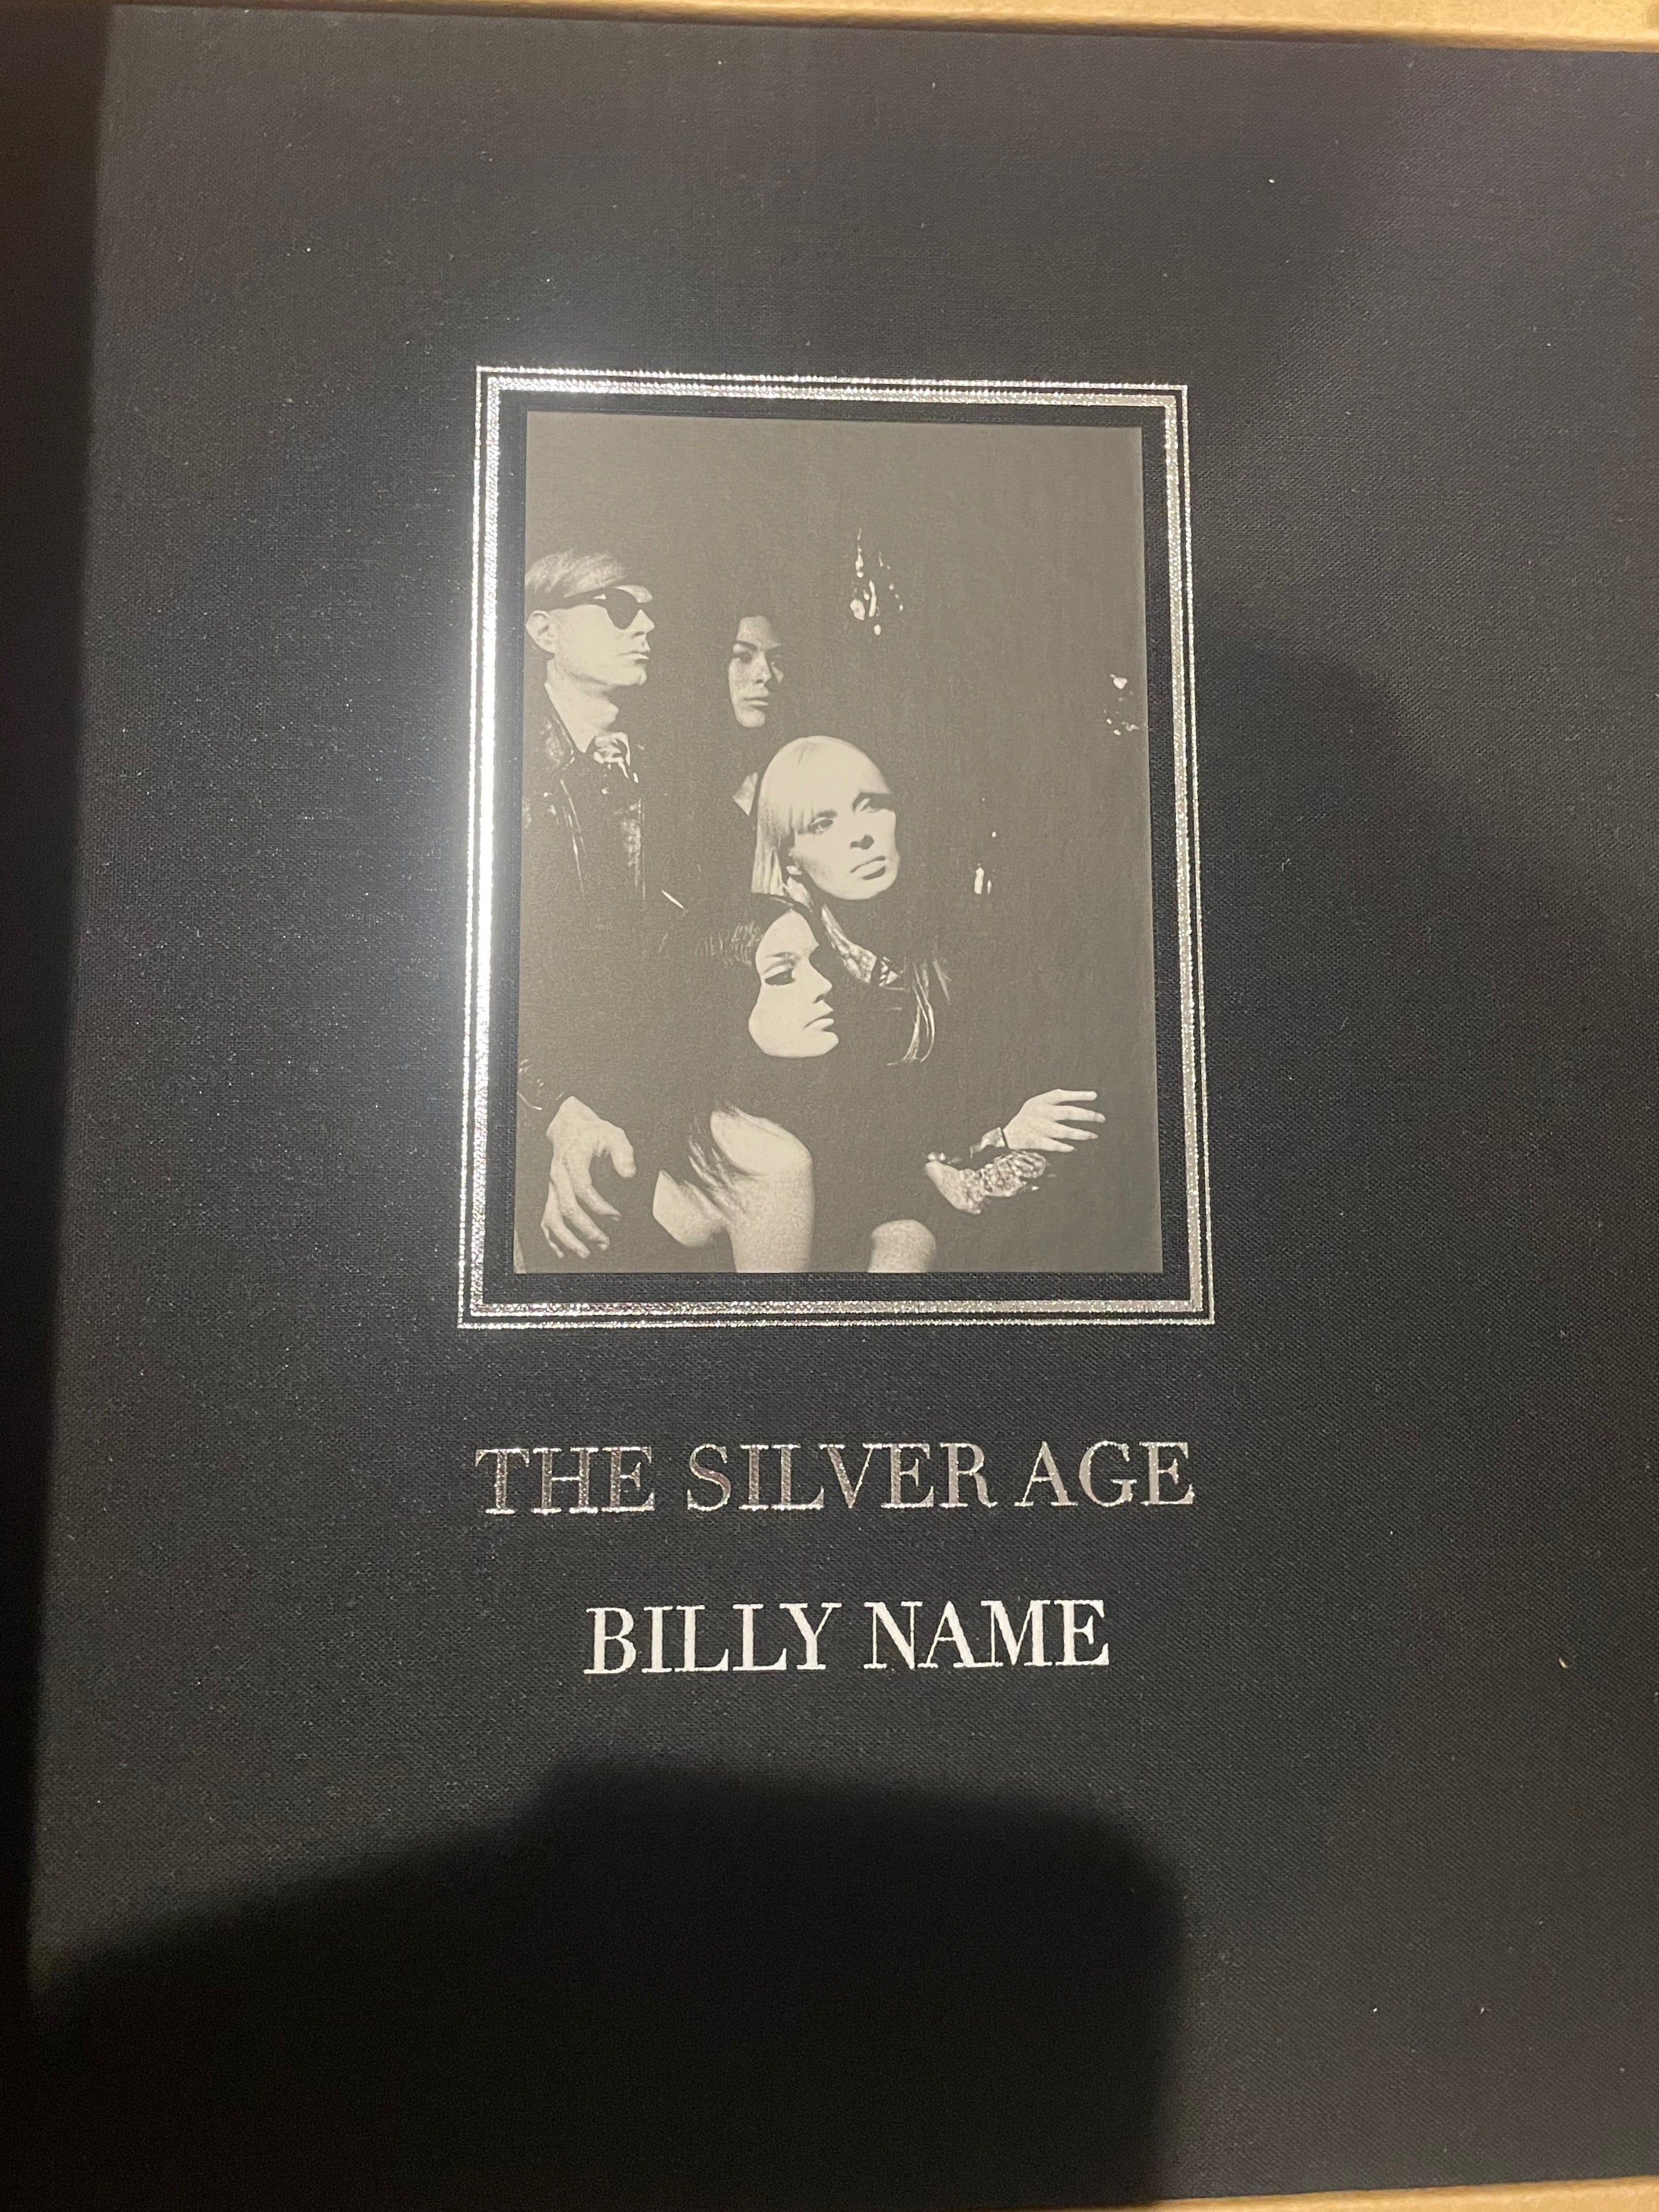 THE SILVER AGE
BILLY NAME